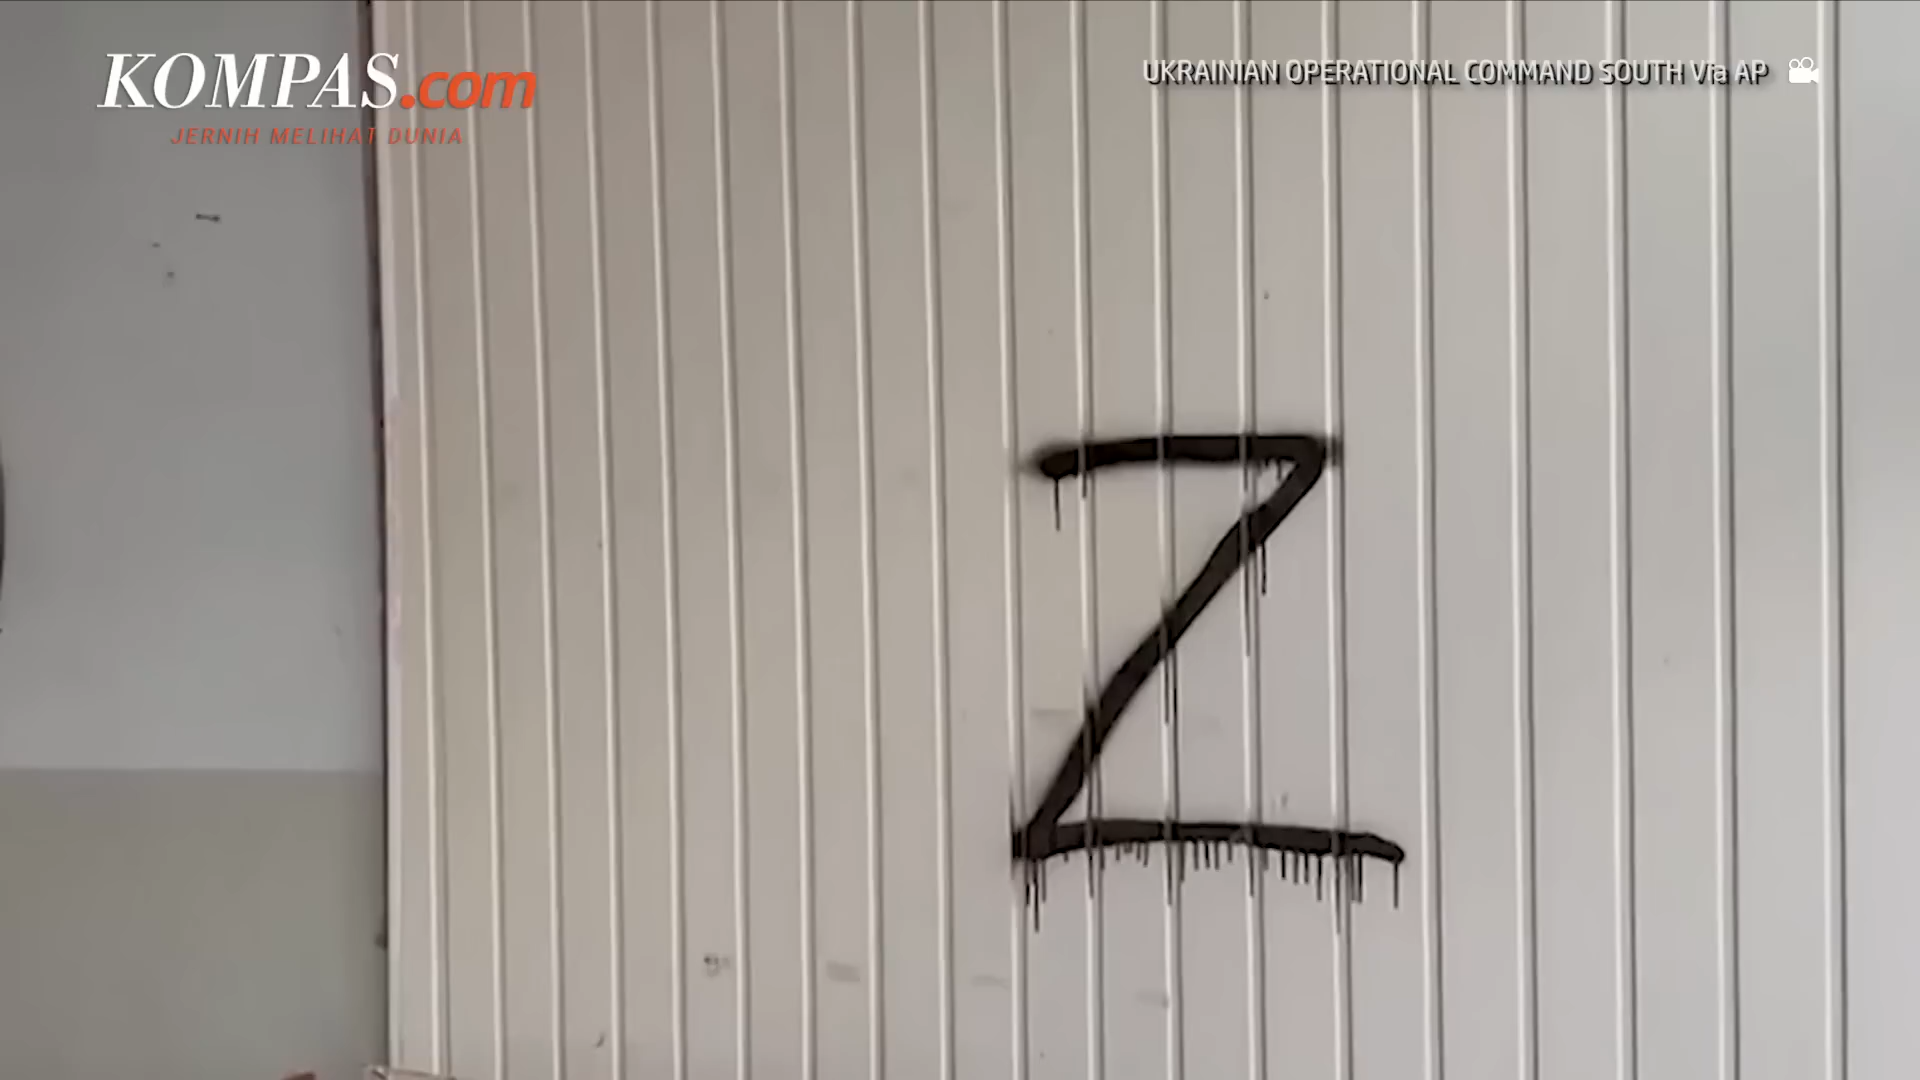 KOMPAS.com
JERNIH MELIHAT DUNIA
UKRAINIAN OPERATIONAL COMMAND SOUTH Via AP
Z